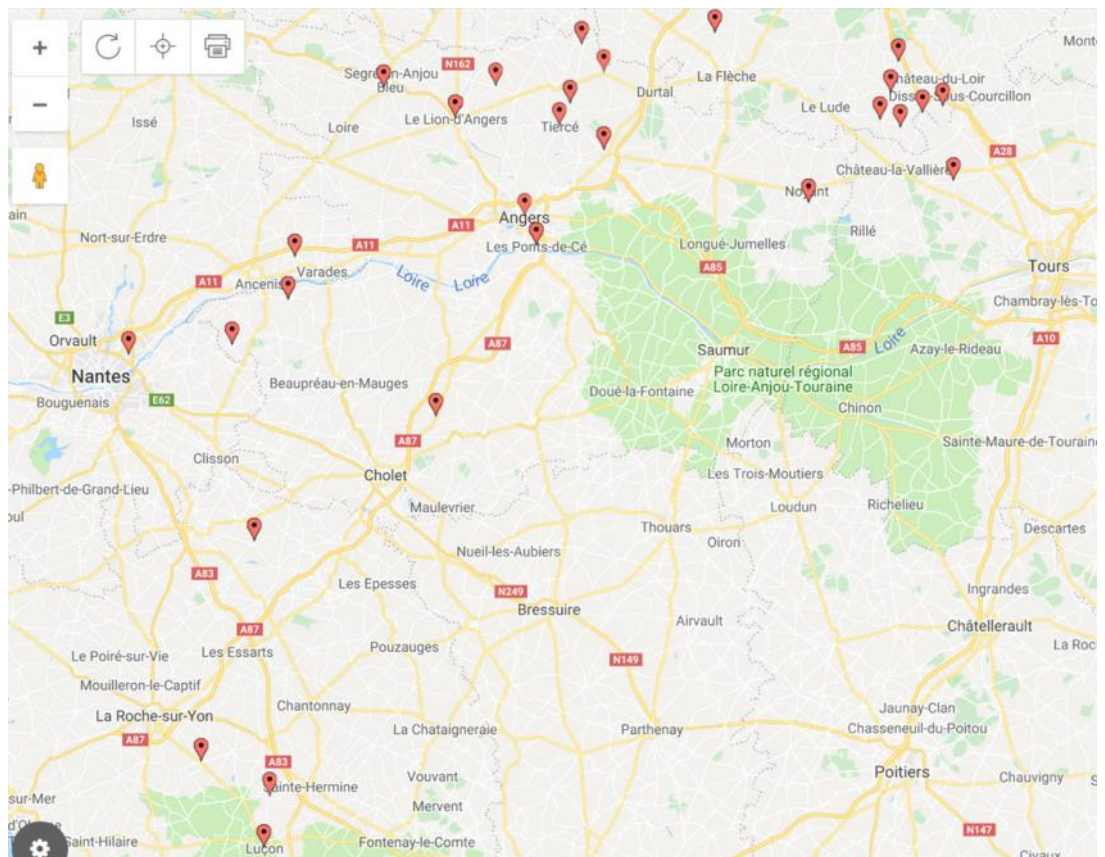 +
−
N162
Segré-en-Anjou
Bleu
La Flèche
Château-du-Loir
Dissay-Sous-Courcillon
Durtal
Le Lude
Le Lion-d'Angers
Issé
Loire
Tiercé
A28
Château-la-Vallière
Noyant
Angers
A11
Nort-sur-Erdre
A11
Les Ponts-de-Cé
Longué-Jumelles
Rillé
A85
Tours
Varades
Loire
Loire
A11
Ancenis
Chambray-lès-To
E3
Orvault
A87
Loire
A10
A85
Azay-le-Rideau
Saumur
Nantes
Parc naturel régional
Loire-Anjou-Touraine
Beaupréau-en-Mauges
Doué-la-Fontaine
Bouguenais
E62
Chinon
A87
Morton
Sainte-Maure-de-Touraine
Clisson
Cholet
Les Trois-Moutiers
-Philbert-de-Grand-Lieu
Maulevrier
Loudun
Richelieu
Thouars
Descartes
Oiron
Nueil-les-Aubiers
A83
Les Epesses
N249
Ingrandes
Bressuire
Airvault
Châtellerault
A87
Pouzauges
La Roch
Les Essarts
Le Poiré-sur-Vie
N149
Mouilleron-le-Captif
Chantonnay
Jaunay-Clan
La Roche-sur-Yon
La Chataigneraie
Parthenay
Chasseneuil-du-Poitou
A87
A83
Poitiers
Vouvant
Chauvigny
Sainte-Hermine
-sur-Mer
Mervent
N147
Saint-Hilaire
Luçon
Fontenay-le-Comte
Civaux